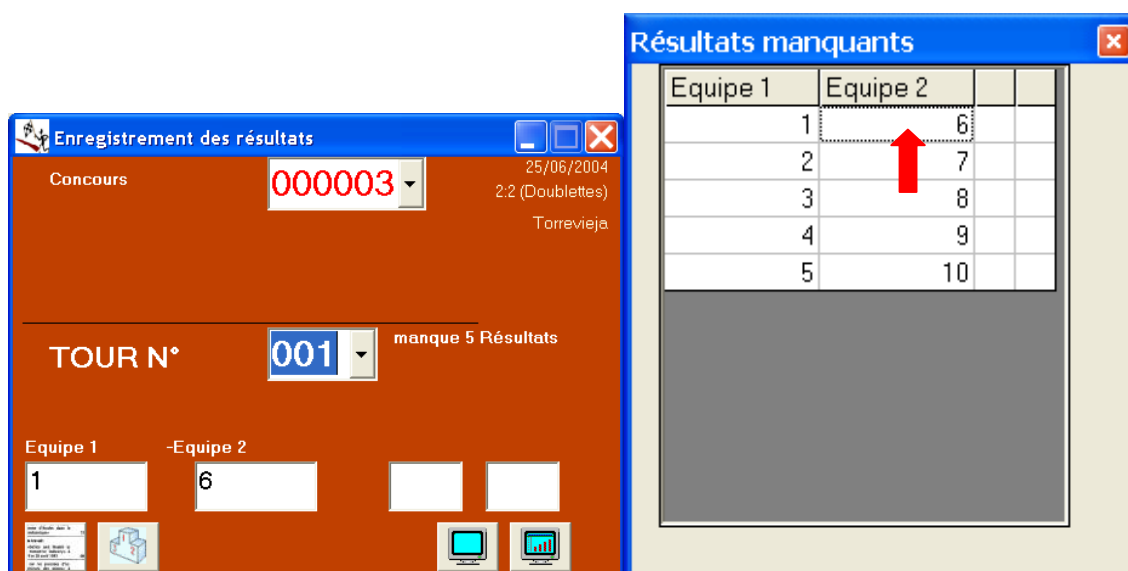 Enregistrement des résultats
Concours
000003
25/06/2004
2:2 (Doublettes)
Torrevieja
TOUR N°
001
manque 5 Résultats
Equipe 1 -Equipe 2
1 6
Résultats manquants
Equipe 1 Equipe 2
1 6
2 7
3 8
4 9
5 10